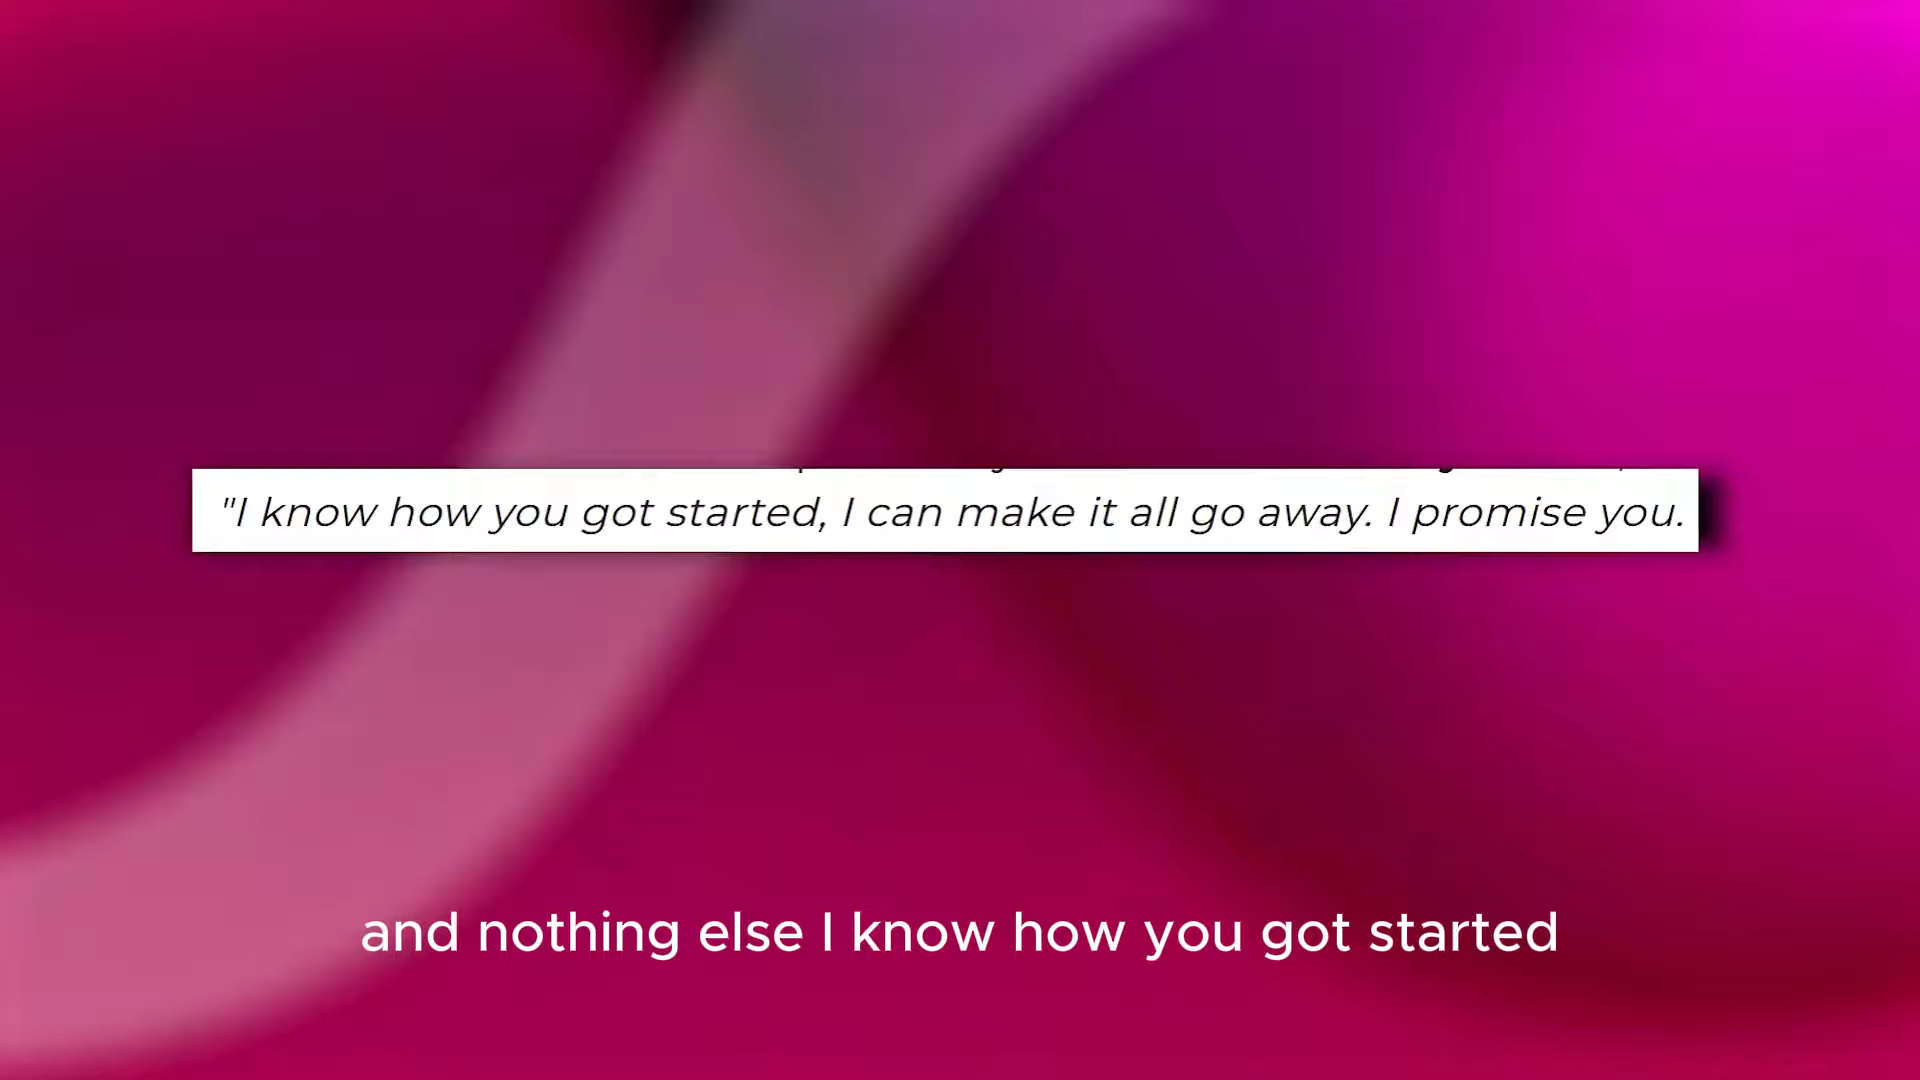 "I know how you got started, I can make it all go away. I promise you.
and nothing else I know how you got started